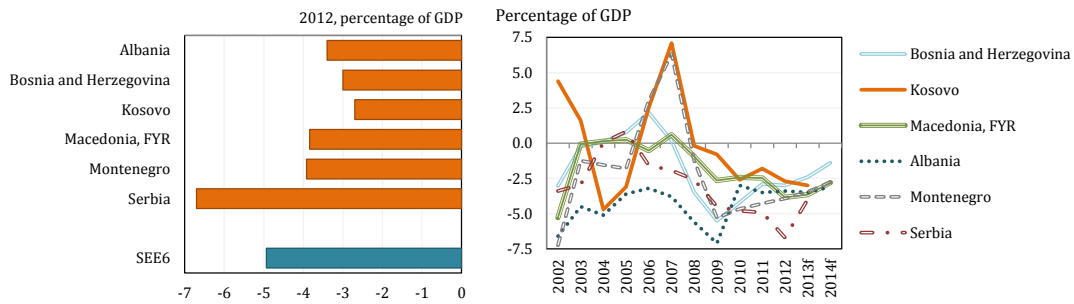 2012, percentage of GDP
Albania
Bosnia and Herzegovina
Kosovo
Macedonia, FYR
Montenegro
Serbia
SEE6
-7 -6 -5 -4 -3 -2 -1 0
Percentage of GDP
7.5
5.0
2.5
0.0
-2.5
-5.0
-7.5
2002 2003 2004 2005 2006 2007 2008 2009 2010 2011 2012 2013f 2014f
Bosnia and Herzegovina
Kosovo
Macedonia, FYR
Albania
Montenegro
Serbia